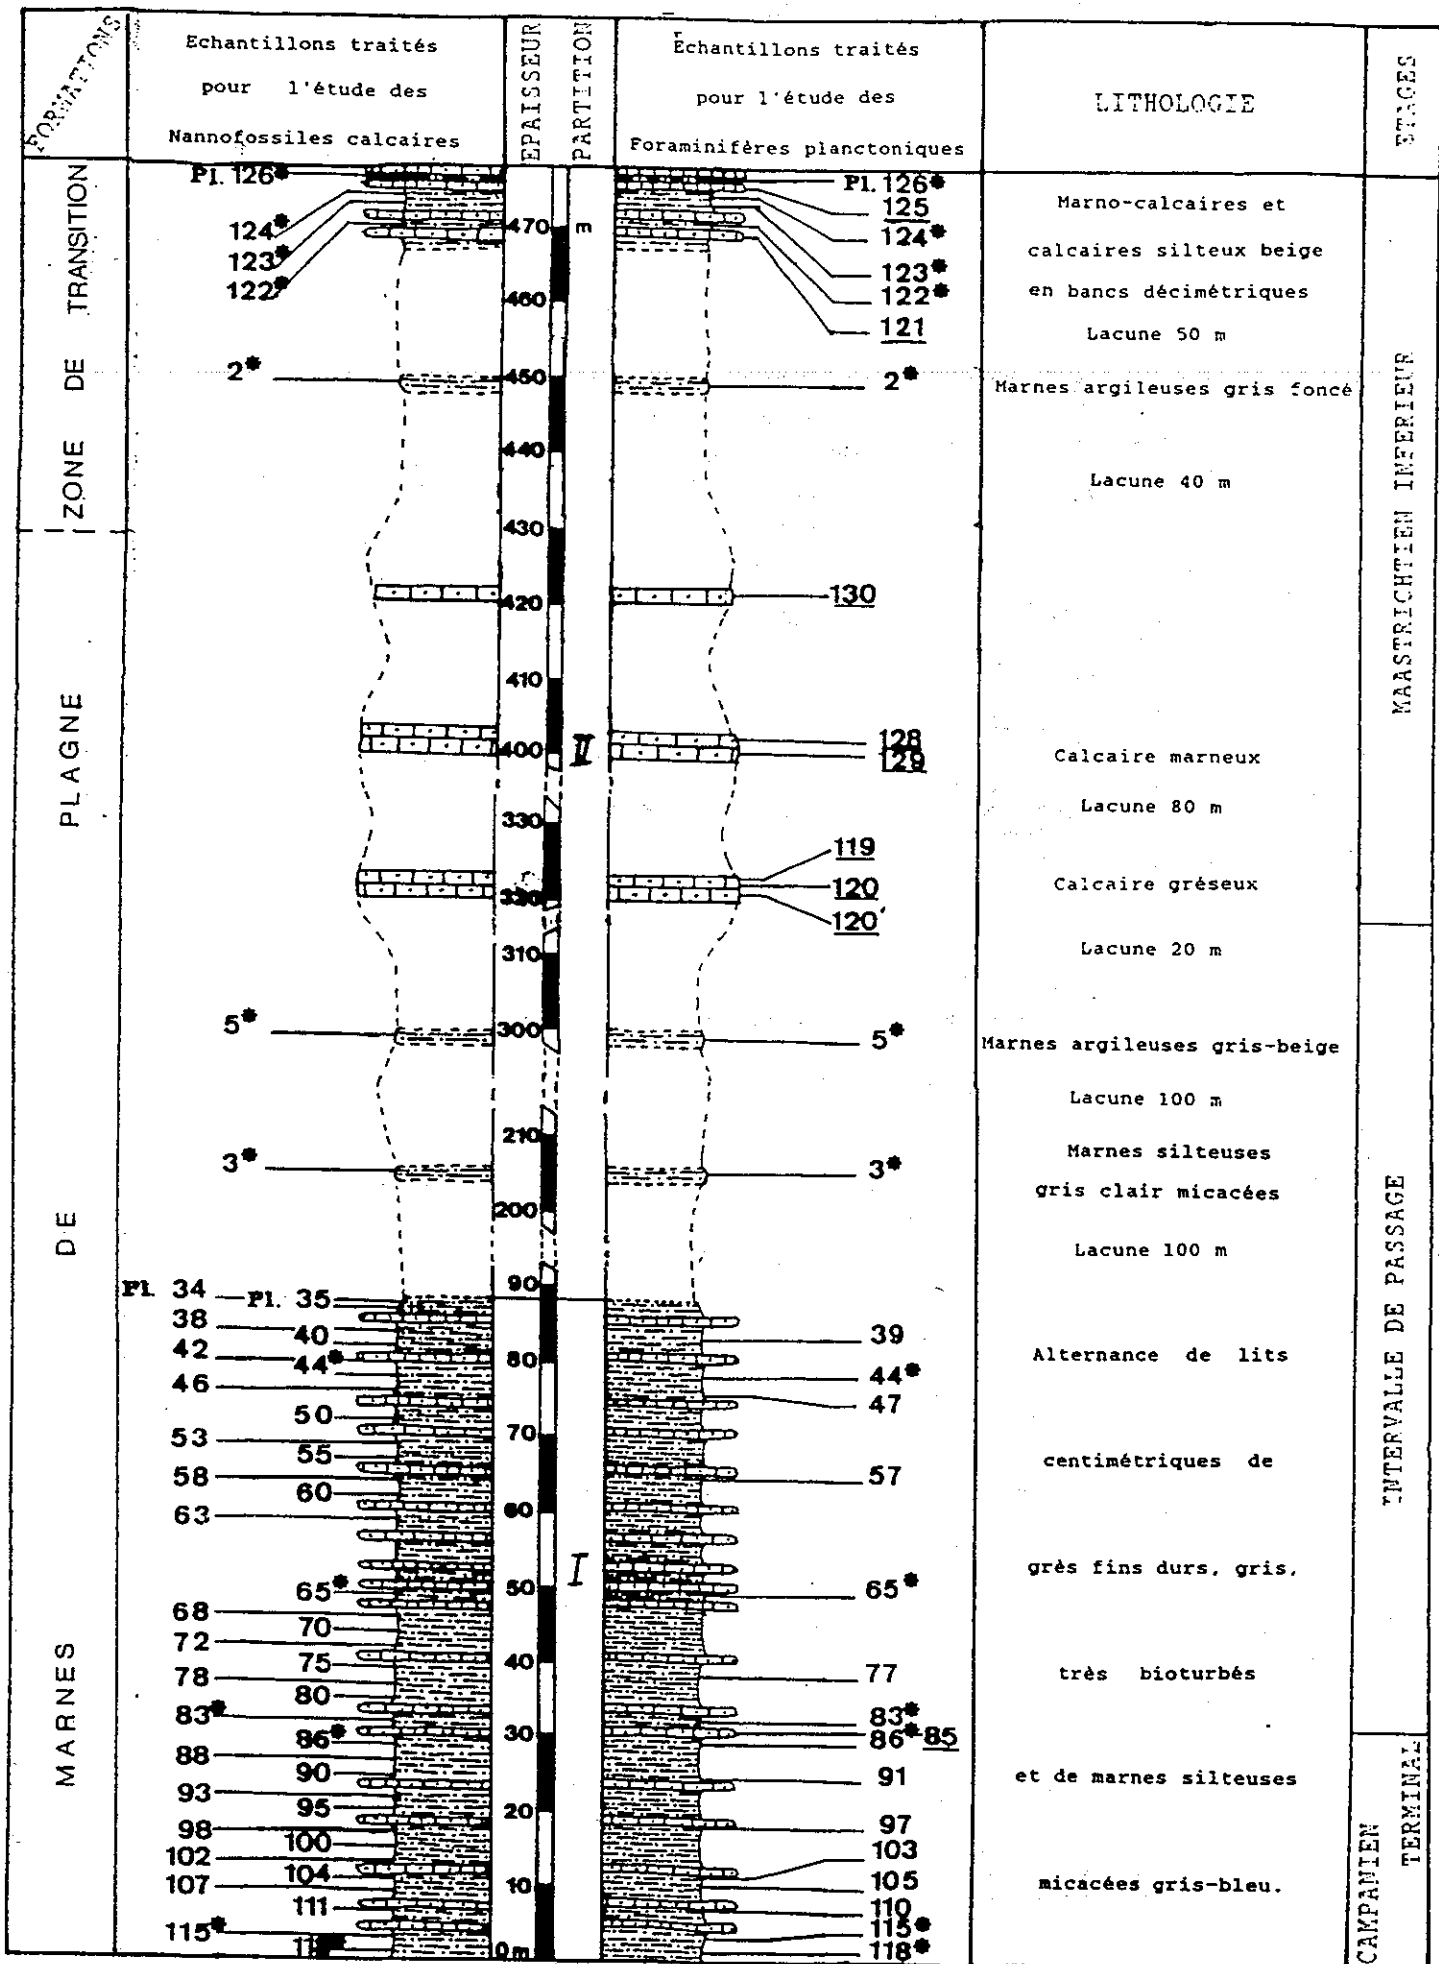 FORMATIONS
Echantillons traités
pour l'étude des
Nannofossiles calcaires
EPAISSEUR
PARTITION
Echantillons traités
pour l'étude des
Foraminifères planctoniques
LITHOLOGIE
ETAGES
ZONE DE TRANSITION
MARNES DE PLAGNE
Pl. 126*
124*
123*
122*
2*
5*
3*
Pl. 34
Pl. 35
38
40
42
44*
46
50
53
55
58
60
63
65*
68
70
72
75
78
80
83*
86*
88
90
93
95
98
100
102
104
107
111
115*
470 m
460
450
440
430
420
410
400
330
320
310
300
210
200
90
80
70
60
50
40
30
20
10
0 m
IV
I
Pl. 126*
125
124*
123*
122*
121
2*
130
128
129
119
120
120'
5*
3*
39
44*
47
57
65*
77
83*
86* 85
91
97
103
105
110
115*
118*
Marno-calcaires et
calcaires silteux beige
en bancs décimétriques
Lacune 50 m
Marnes argileuses gris foncé
Lacune 40 m
Calcaire marneux
Lacune 80 m
Calcaire gréseux
Lacune 20 m
Marnes argileuses gris-beige
Lacune 100 m
Marnes silteuses
gris clair micacées
Lacune 100 m
Alternance de lits
centimétriques de
grès fins durs, gris,
très bioturbés
et de marnes silteuses
micacées gris-bleu.
MAASTRICHTIEN INFERIEUR
INTERVALLE DE PASSAGE
CAMPANIEN
TERMINAL